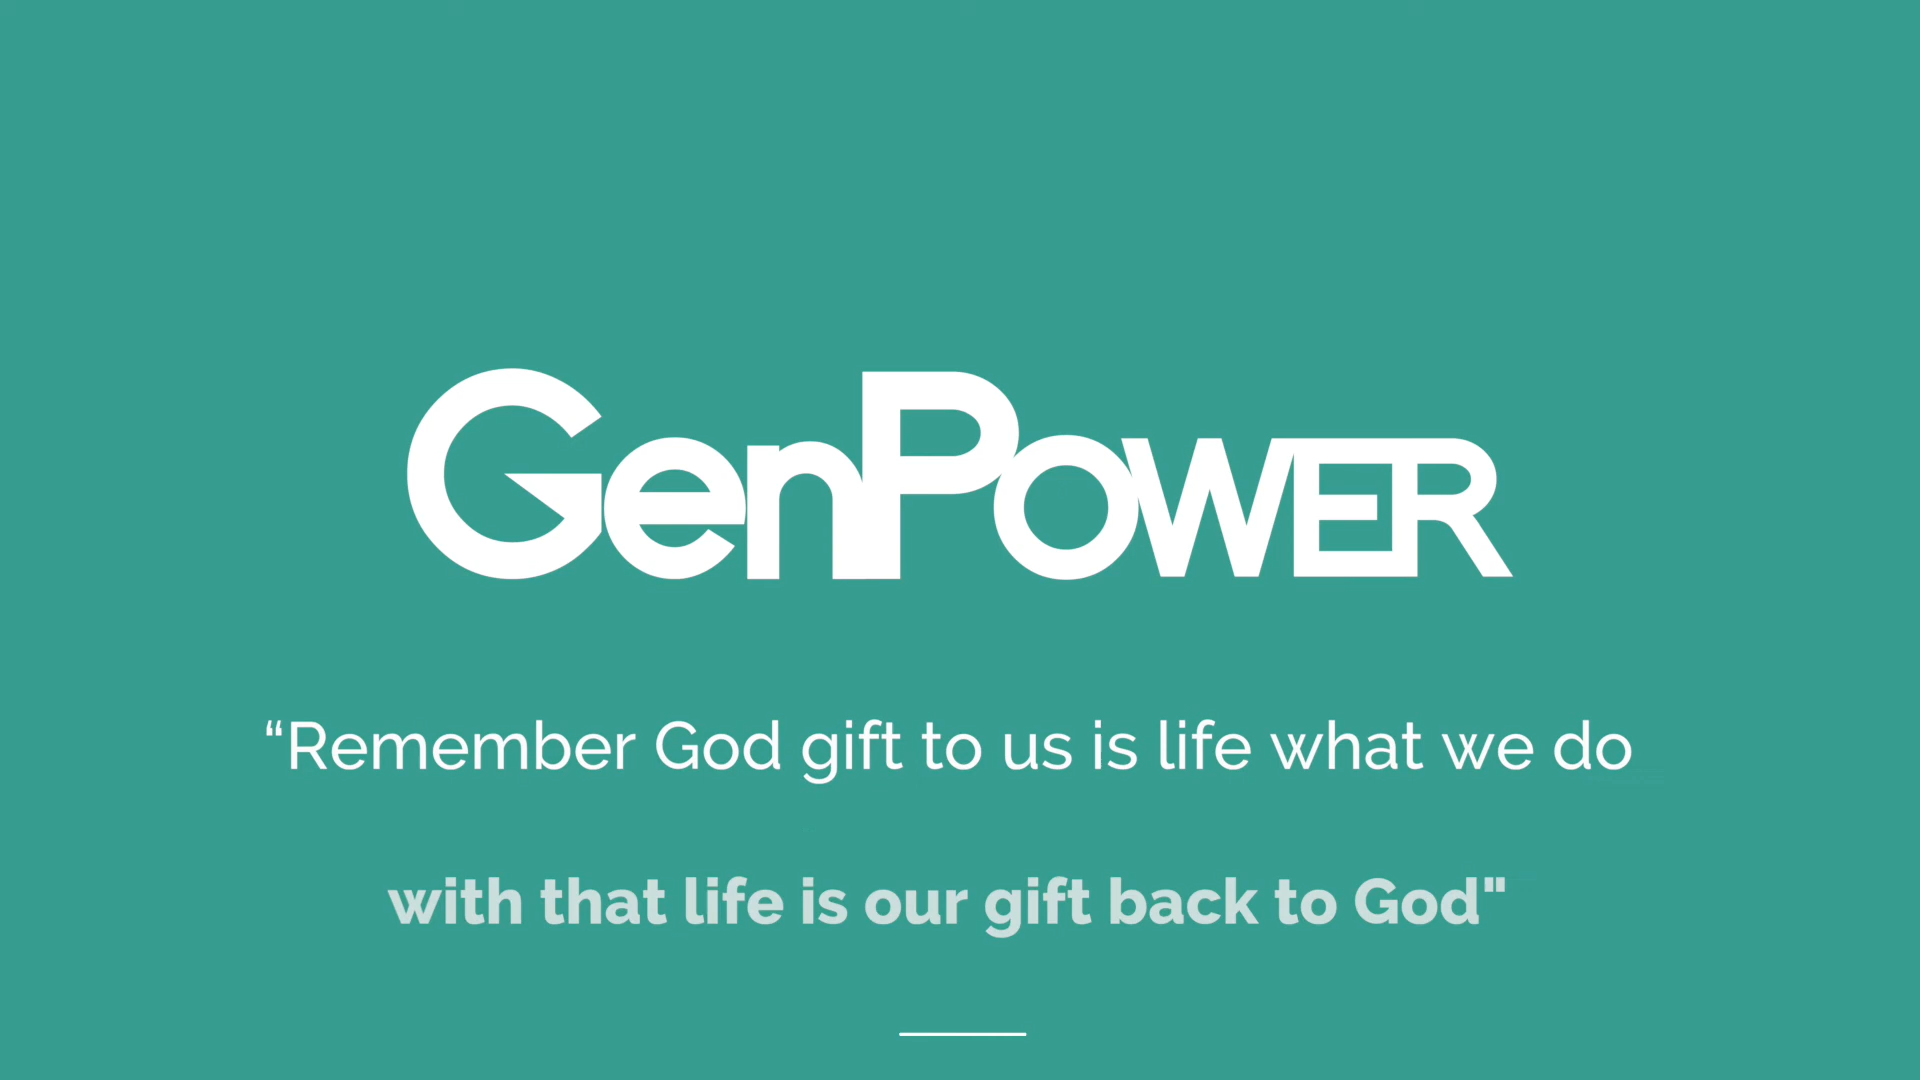 GenPOWER
“Remember God gift to us is life what we do
with that life is our gift back to God"